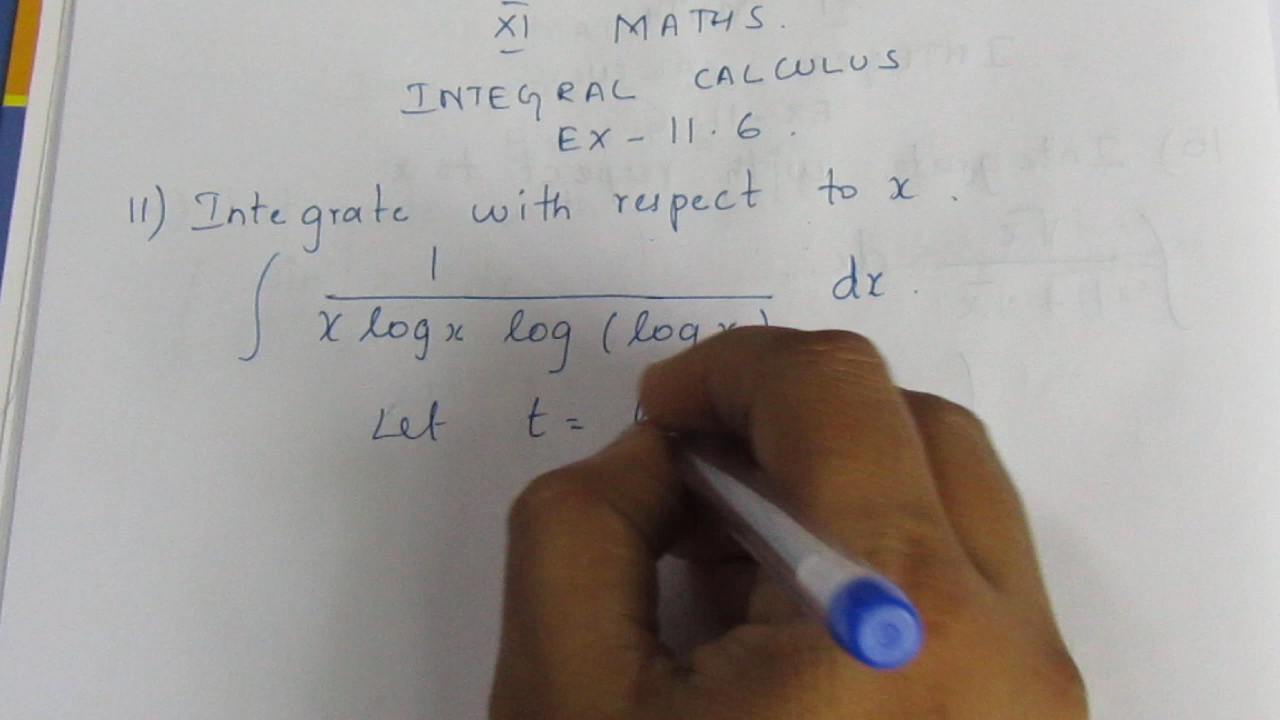 XI MATHS.
INTEGRAL CALCULUS
EX - 11.6.
11) Integrate with respect to x.
∫ 1 / x log x log (log x) dx.
Let t =